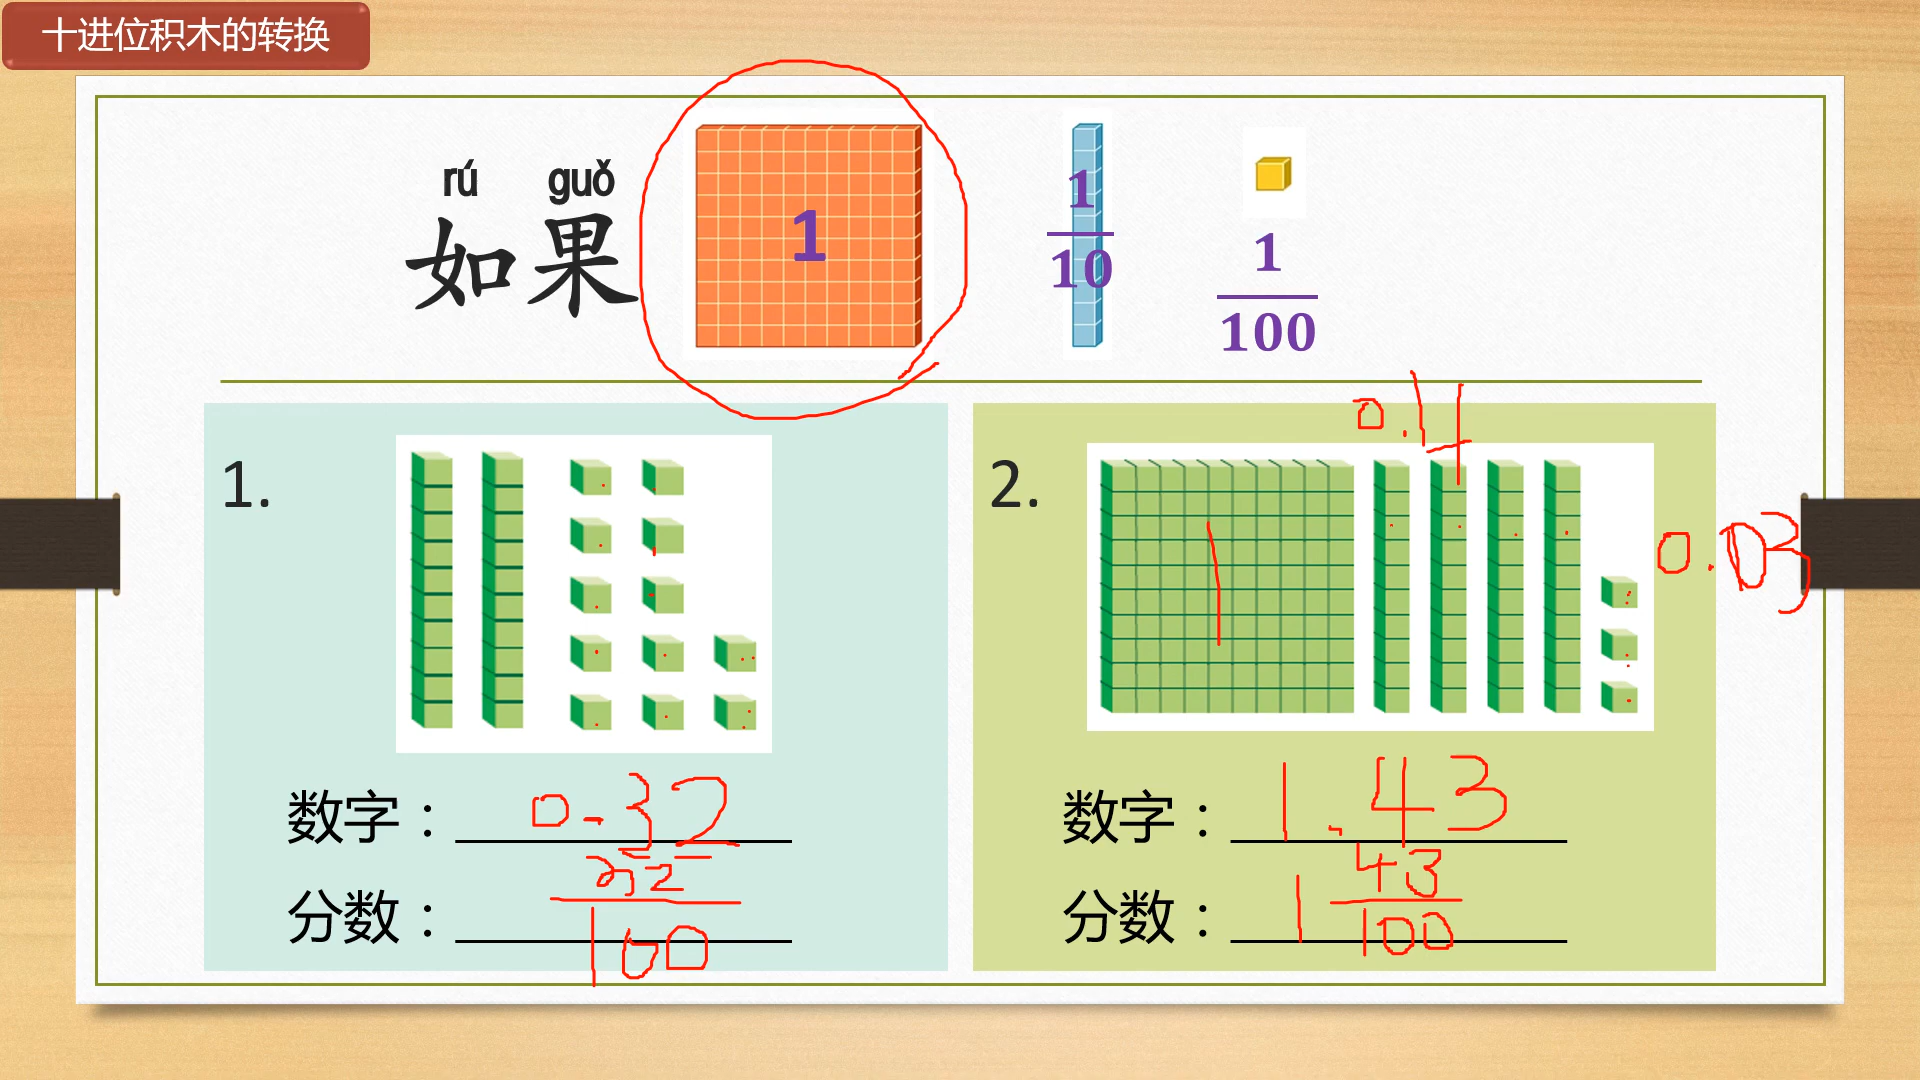 十进位积木的转换
rú guǒ
如果
1
1/10
1/100
1.
2.
0.4
0.03
1
数字：0.32
分数：32/100
数字：1.43
分数：1 43/100